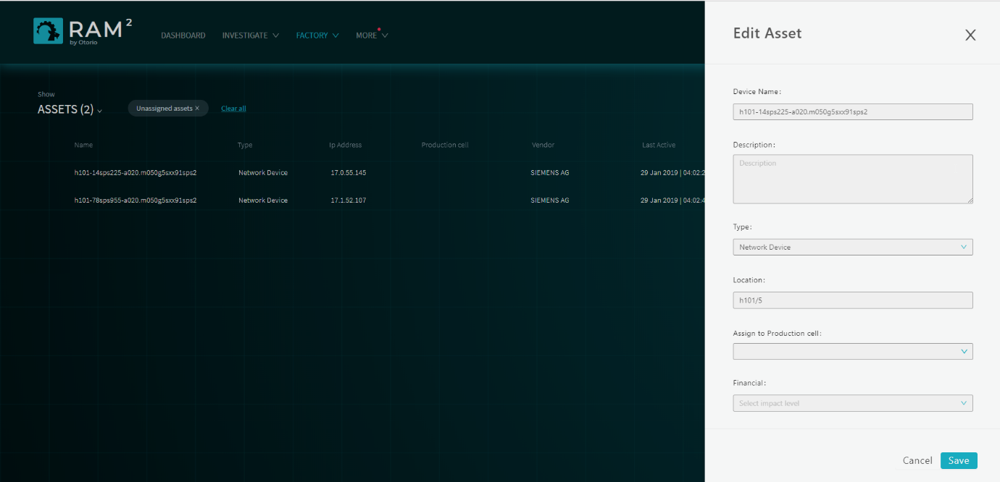 RAM 2
by Otorio
DASHBOARD INVESTIGATE FACTORY MORE
Show
ASSETS (2) Unassigned assets × Clear all
Name Type Ip Address Production cell Vendor Last Active
h101-14sps225-a020.m050g5sxx91sps2 Network Device 17.0.55.145 SIEMENS AG 29 Jan 2019 | 04:02:2
h101-78sps955-a020.m050g5sxx91sps2 Network Device 17.1.52.107 SIEMENS AG 29 Jan 2019 | 04:02:4
Edit Asset
Device Name:
h101-14sps225-a020.m050g5sxx91sps2
Description:
Description
Type:
Network Device
Location:
h101/5
Assign to Production cell:
Financial:
Select impact level
Cancel Save